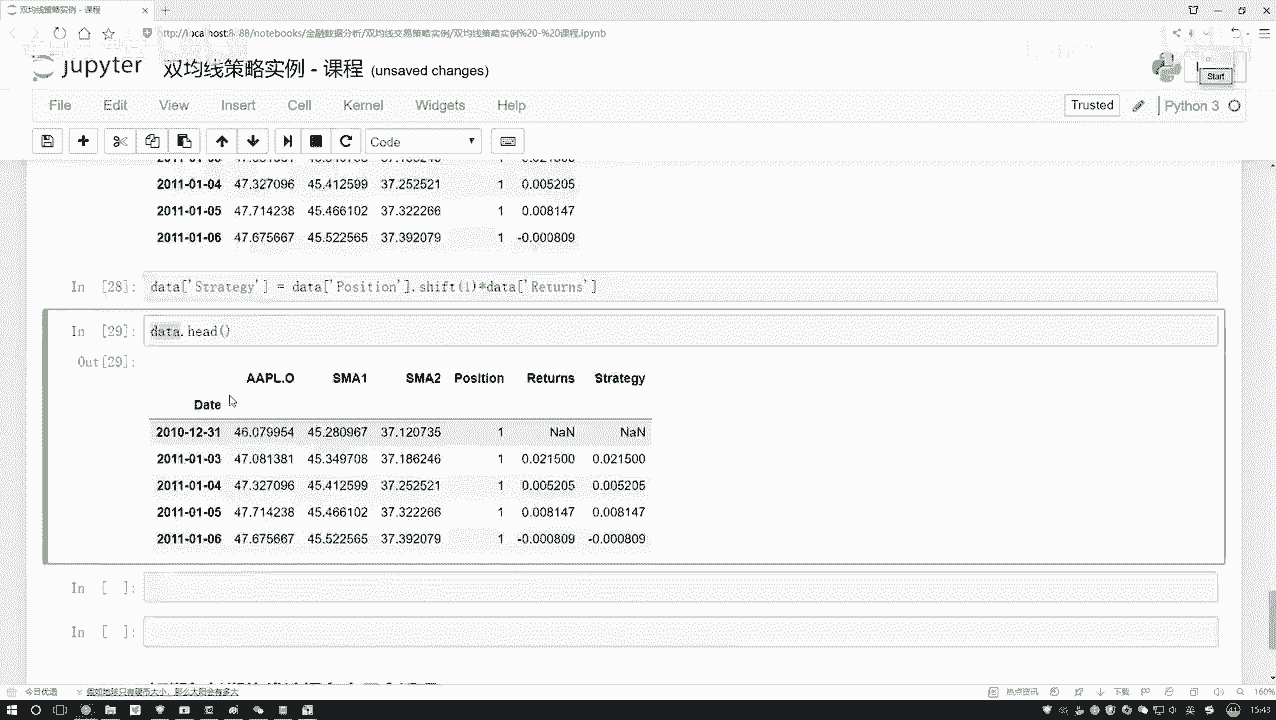 双均线策略实例 - 课程
localhost:8888/notebooks/金融数据分析/双均线交易策略实例/双均线策略实例%20-%20课程.ipynb
jupyter 双均线策略实例 - 课程 (unsaved changes)
Start
File Edit View Insert Cell Kernel Widgets Help
Trusted Python 3
Code
2011-01-04 47.327096 45.412599 37.252521 1 0.005205
2011-01-05 47.714238 45.466102 37.322266 1 0.008147
2011-01-06 47.675667 45.522565 37.392079 1 -0.000809
In [28]: data['Strategy'] = data['Position'].shift(1)*data['Returns']
In [29]: data.head()
Out[29]:
AAPL.O SMA1 SMA2 Position Returns Strategy
Date
2010-12-31 46.079954 45.280967 37.120735 1 NaN NaN
2011-01-03 47.081381 45.349708 37.186246 1 0.021500 0.021500
2011-01-04 47.327096 45.412599 37.252521 1 0.005205 0.005205
2011-01-05 47.714238 45.466102 37.322266 1 0.008147 0.008147
2011-01-06 47.675667 45.522565 37.392079 1 -0.000809 -0.000809
In [ ]:
In [ ]:
今日优选
热点资讯
下载
160%
英
15:43